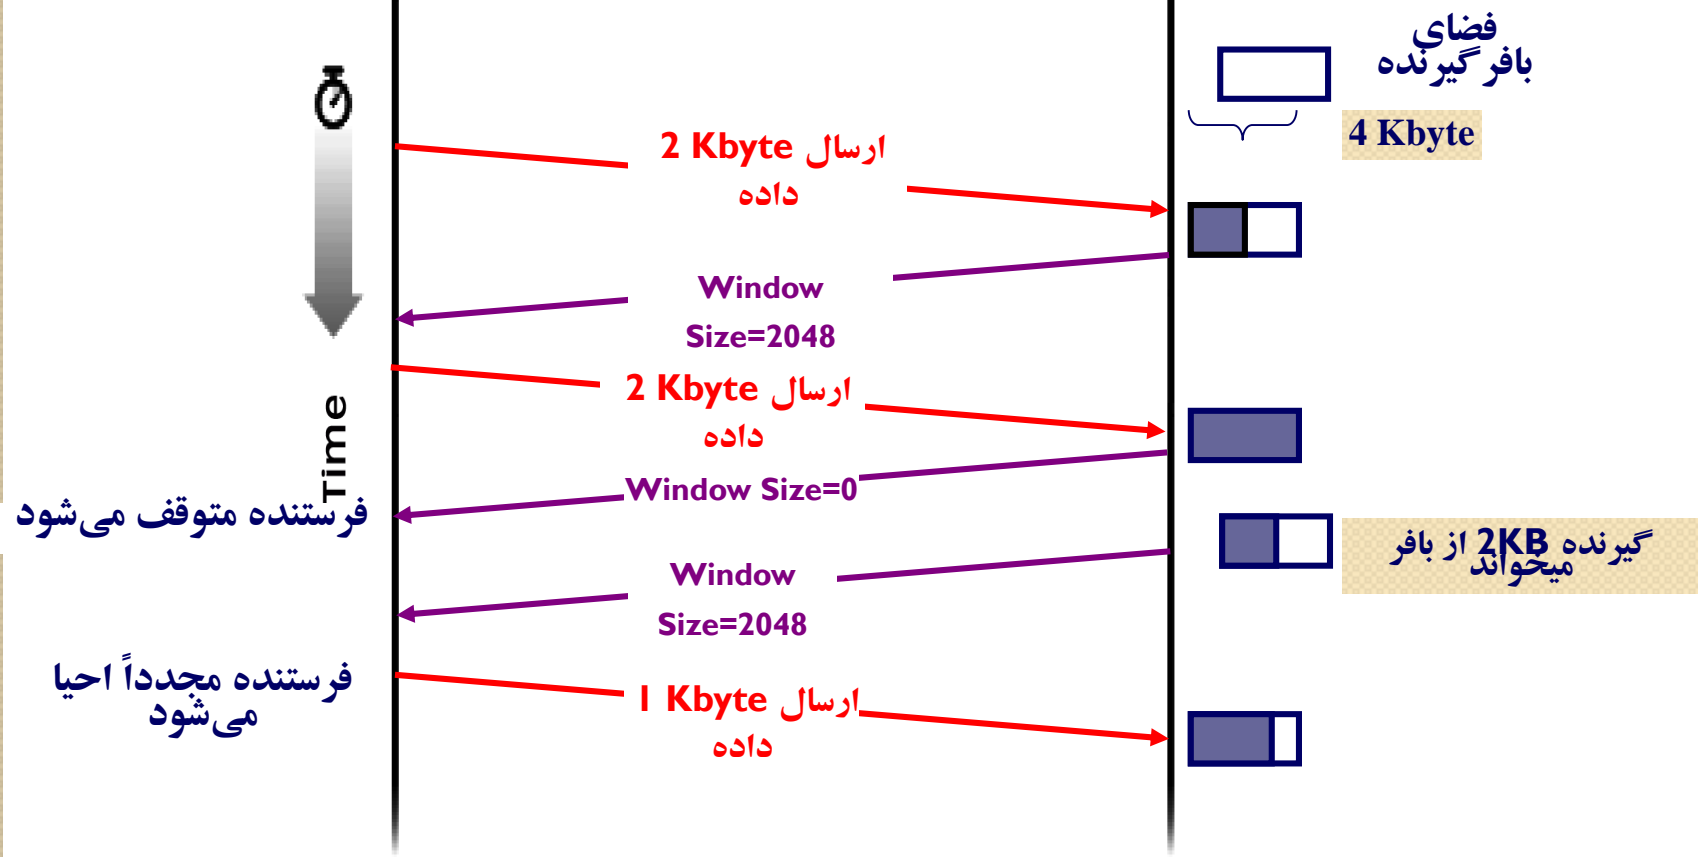 فضای
بافر گیرنده
4 Kbyte
ارسال 2 Kbyte
داده
Window
Size=2048
ارسال 2 Kbyte
داده
Time
Window Size=0
فرستنده متوقف می‌شود
گیرنده 2KB از بافر
میخواند
Window
Size=2048
فرستنده مجدداً احیا
می‌شود
ارسال 1 Kbyte
داده